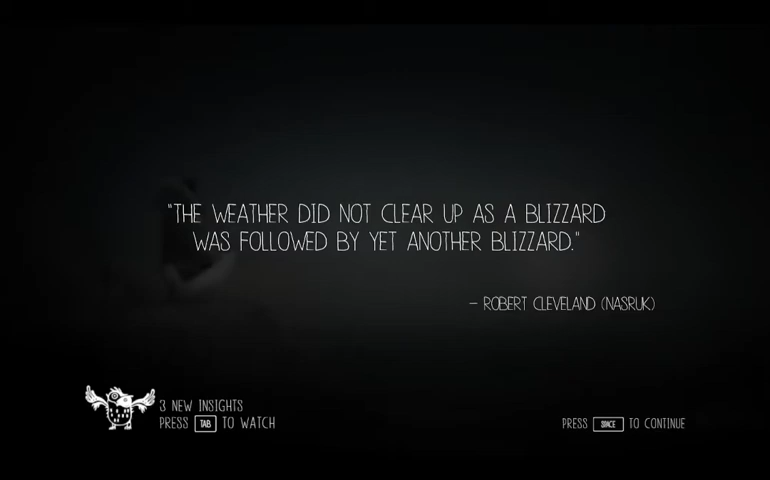 "THE WEATHER DID NOT CLEAR UP AS A BLIZZARD
WAS FOLLOWED BY YET ANOTHER BLIZZARD."
– ROBERT CLEVELAND (NASRUK)
3 NEW INSIGHTS
PRESS TAB TO WATCH
PRESS SPACE TO CONTINUE